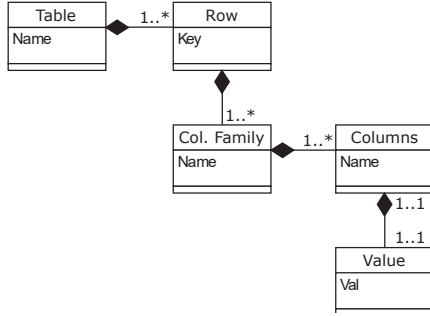 Table
Name
1..*
Row
Key
1..*
Col. Family
Name
1..*
Columns
Name
1..1
1..1
Value
Val